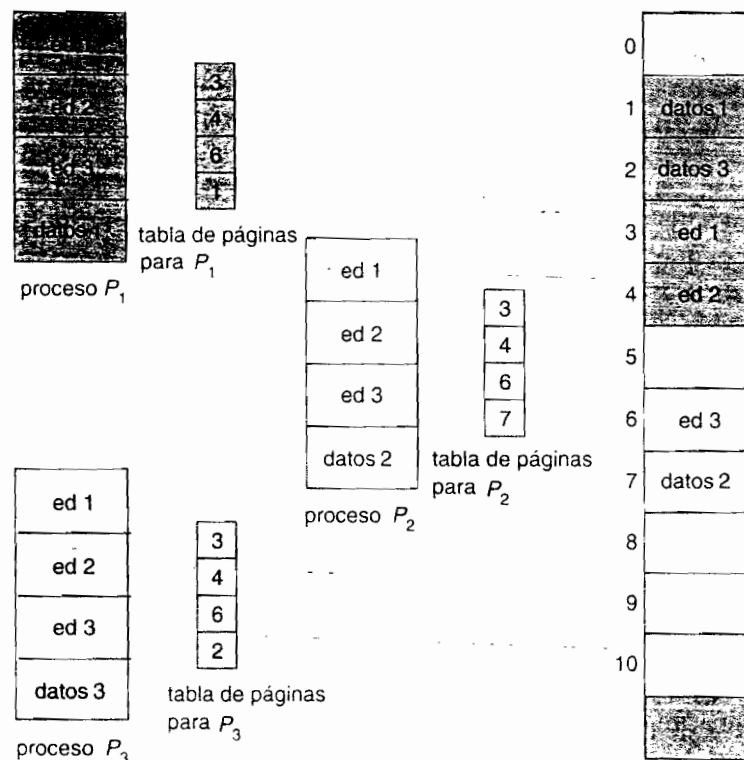 ed 1
ed 2
ed 3
datos 1
proceso P1
3
4
6
1
tabla de páginas
para P1
ed 1
ed 2
ed 3
datos 2
proceso P2
3
4
6
7
tabla de páginas
para P2
ed 1
ed 2
ed 3
datos 3
proceso P3
3
4
6
2
tabla de páginas
para P3
0
1 datos 1
2 datos 3
3 ed 1
4 ed 2
5
6 ed 3
7 datos 2
8
9
10